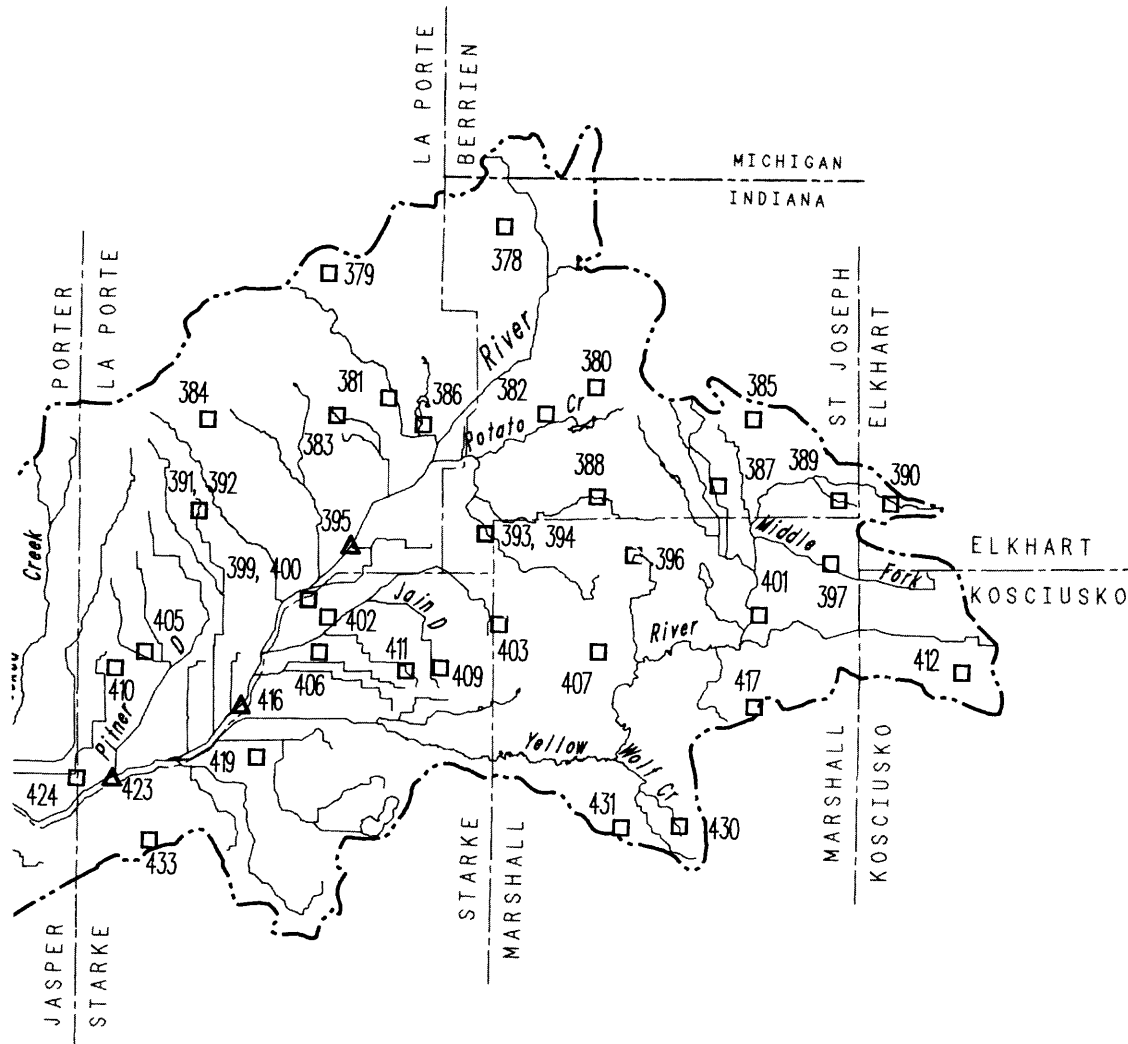 LA PORTE
BERRIEN
MICHIGAN
INDIANA
378
379
PORTER
LA PORTE
River
ST JOSEPH
ELKHART
380
381
382
Cr
Potato
383
384
385
386
387
388
389
390
391, 392
393, 394
395
396
Middle
Fork
397
ELKHART
KOSCIUSKO
Creek
399, 400
401
402
Jain D
403
River
405
D
406
407
409
410
411
412
Pitner
416
417
419
Yellow
Wolf Cr
423
424
430
431
433
STARKE
MARSHALL
MARSHALL
KOSCIUSKO
JASPER
STARKE